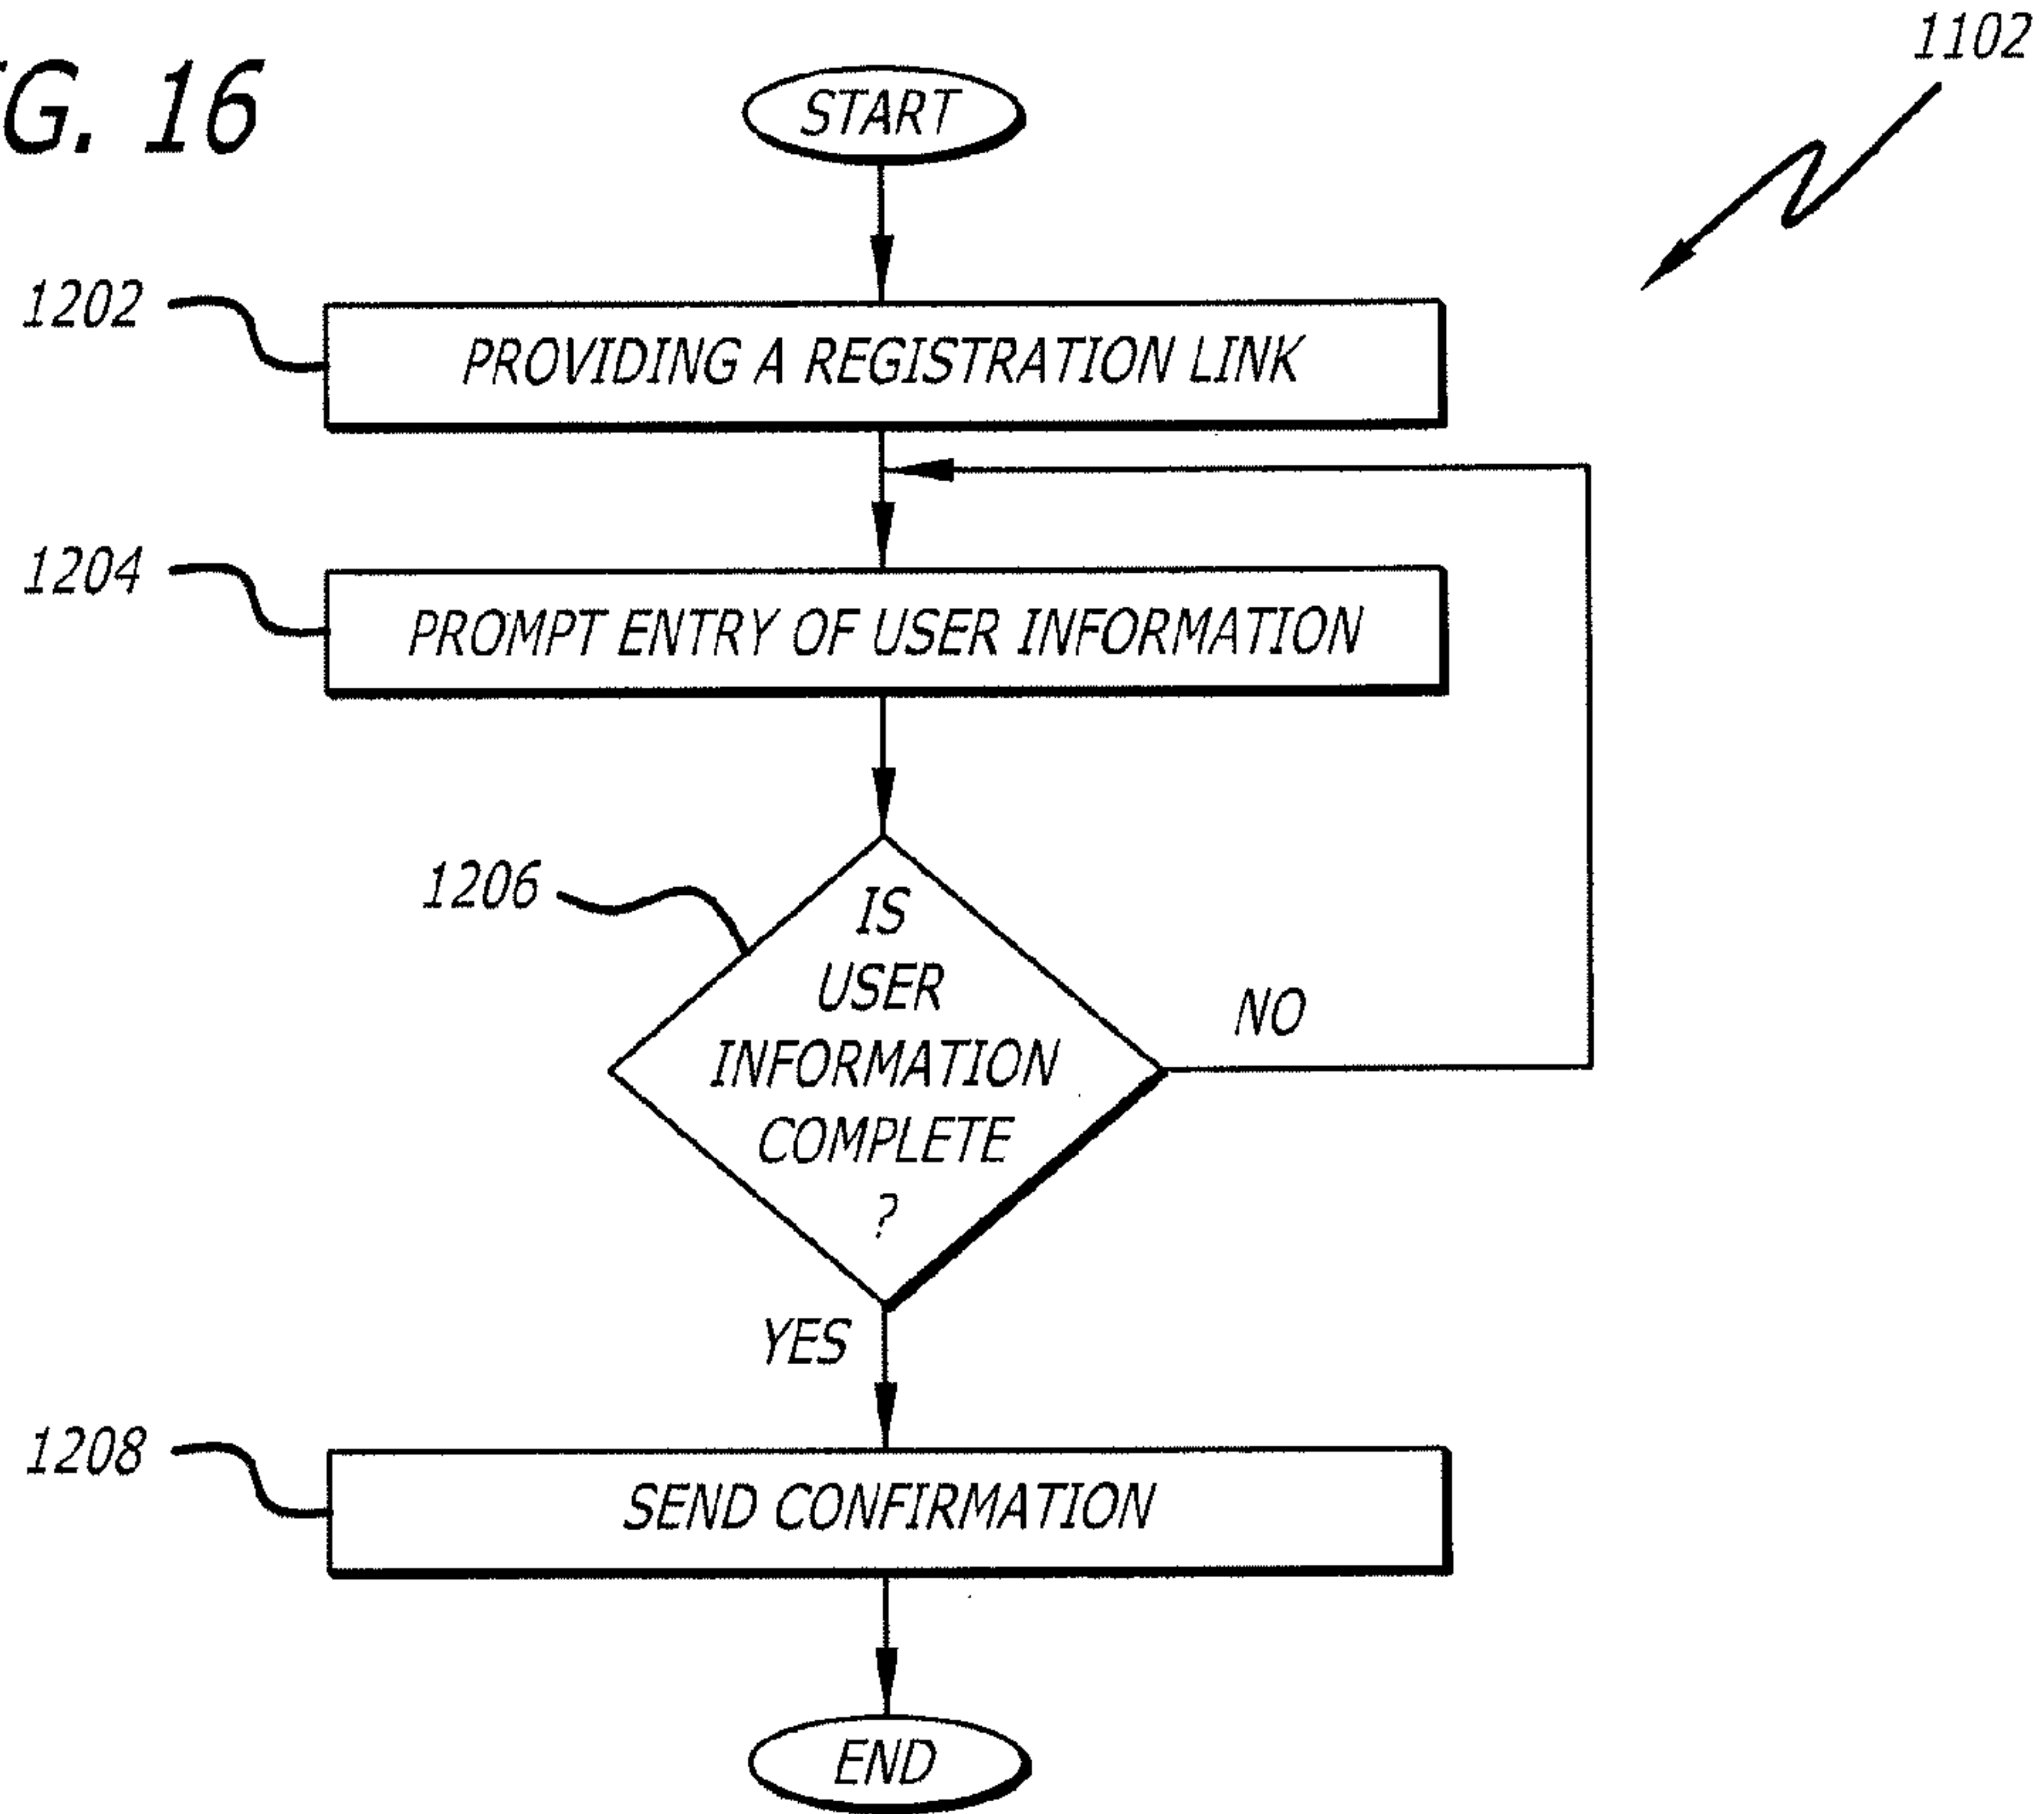 G. 16
1102
START
1202
PROVIDING A REGISTRATION LINK
1204
PROMPT ENTRY OF USER INFORMATION
1206
IS
USER
INFORMATION
COMPLETE
?
NO
YES
1208
SEND CONFIRMATION
END